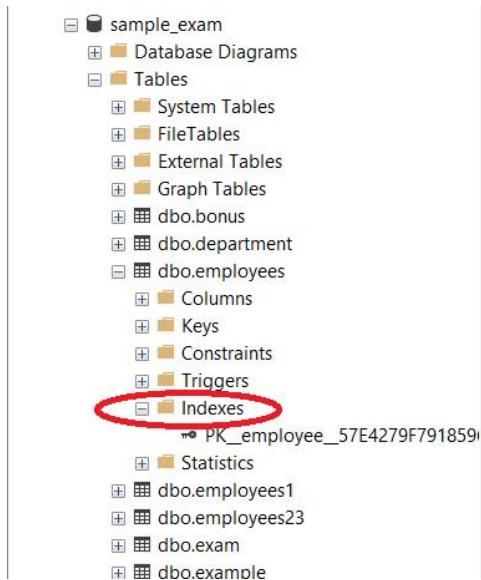 sample_exam
Database Diagrams
Tables
System Tables
FileTables
External Tables
Graph Tables
dbo.bonus
dbo.department
dbo.employees
Columns
Keys
Constraints
Triggers
Indexes
PK__employee__57E4279F791859
Statistics
dbo.employees1
dbo.employees23
dbo.exam
dbo.example